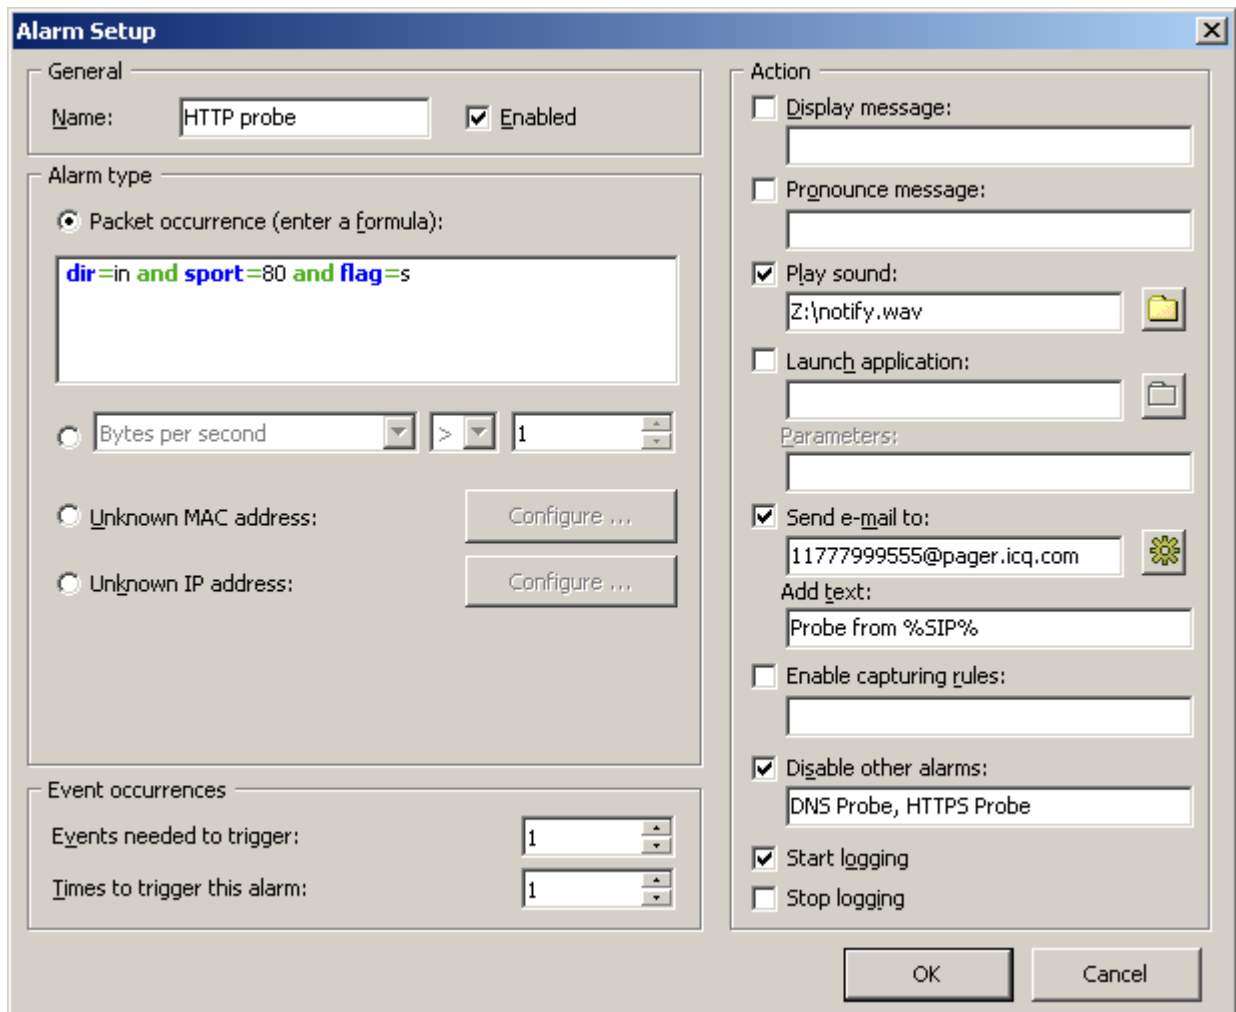 Alarm Setup
General
Name: HTTP probe Enabled
Alarm type
Packet occurrence (enter a formula):
dir=in and sport=80 and flag=s
Bytes per second > 1
Unknown MAC address: Configure ...
Unknown IP address: Configure ...
Event occurrences
Events needed to trigger: 1
Times to trigger this alarm: 1
Action
Display message:
Pronounce message:
Play sound:
Z:\notify.wav
Launch application:
Parameters:
Send e-mail to:
11777999555@pager.icq.com
Add text:
Probe from %SIP%
Enable capturing rules:
Disable other alarms:
DNS Probe, HTTPS Probe
Start logging
Stop logging
OK Cancel